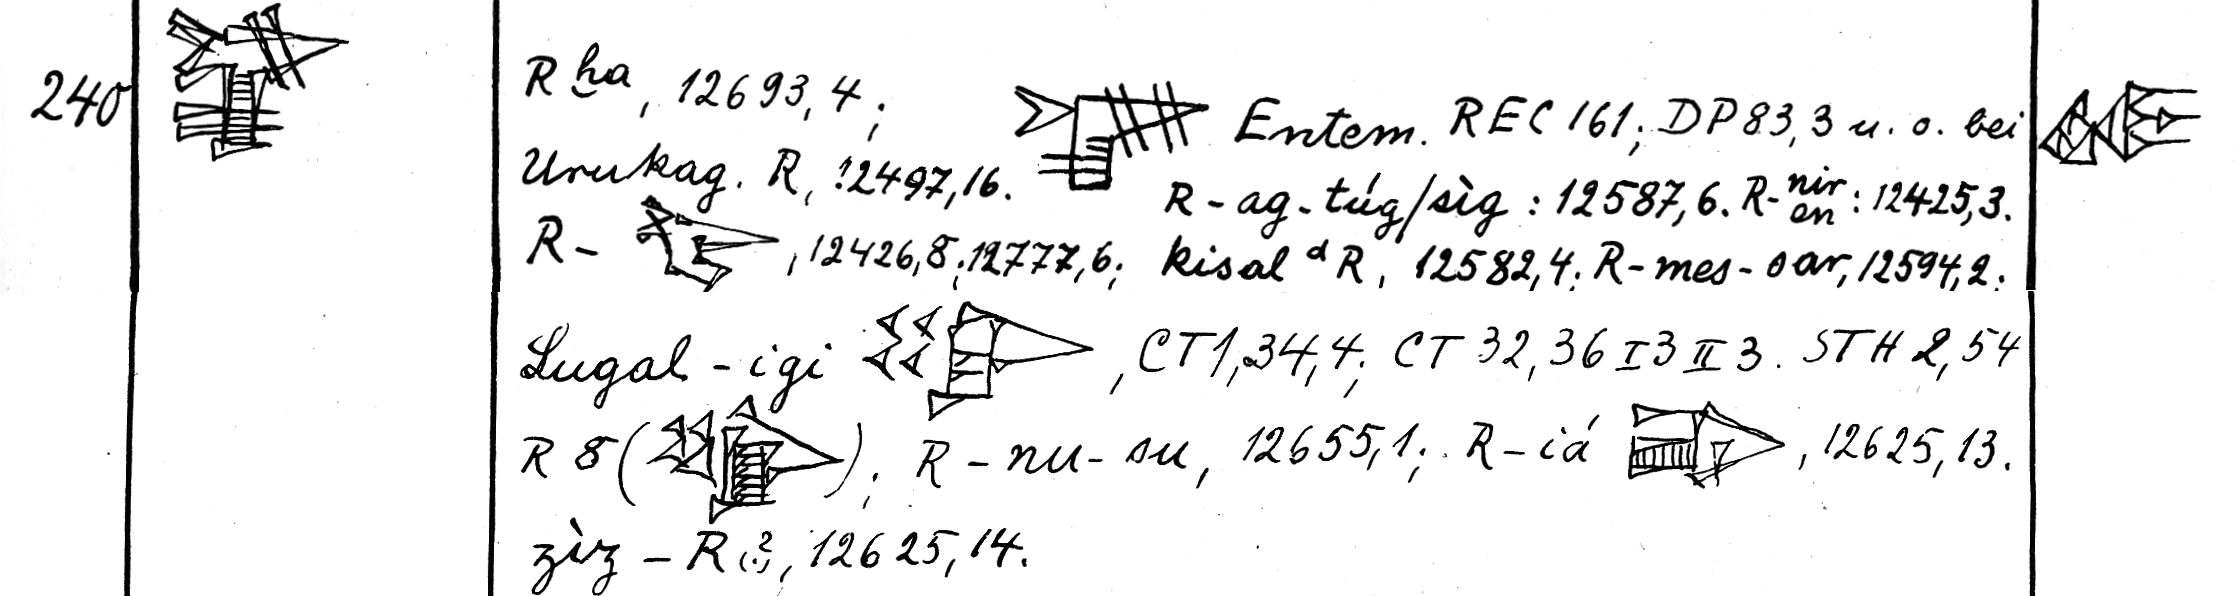 240
R ḫa, 12693,4; Entem. REC 161; DP 83,3 u. o. bei
Urukag. R, 12497,16. R-ag-túg/sìg: 12587,6. R-nir/en: 12425,3.
R- , 12426,8; 12777,6; kisal ᵈR, 12582,4; R-mes-sar, 12594,2;
Lugal-igi , CT 1,34,4; CT 32,36 I 3 II 3. STH 2,54
R 8 ( ); R-nu-su, 12655,1; R-iá , 12625,13.
zìz-R(?), 12625,14.